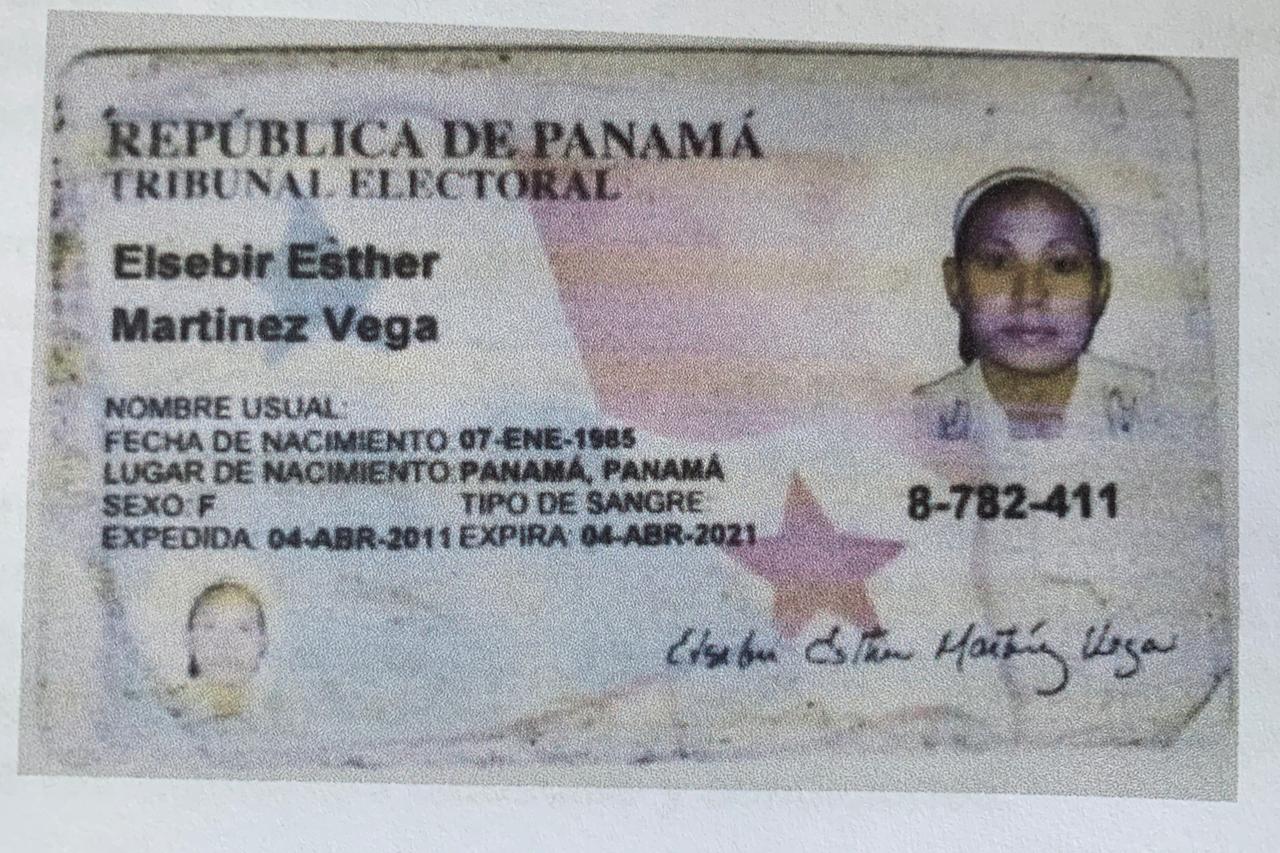 REPÚBLICA DE PANAMÁ
TRIBUNAL ELECTORAL
Elsebir Esther
Martinez Vega
NOMBRE USUAL:
FECHA DE NACIMIENTO: 07-ENE-1985
LUGAR DE NACIMIENTO: PANAMÁ, PANAMÁ
SEXO: F TIPO DE SANGRE
EXPEDIDA: 04-ABR-2011 EXPIRA: 04-ABR-2021
8-782-411
Elsebir Esther Martínez Vega